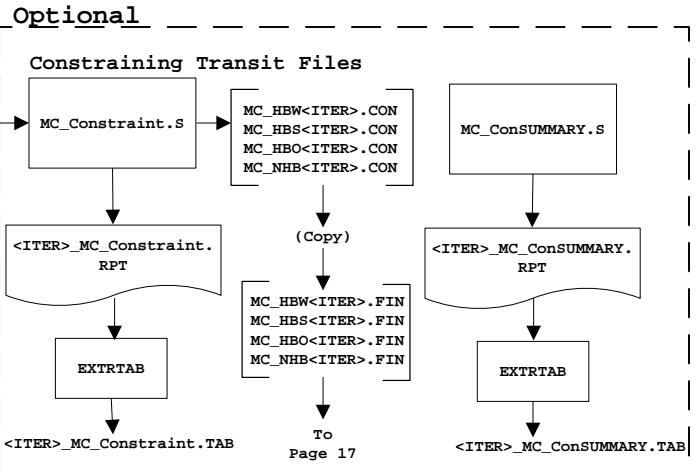 Optional
Constraining Transit Files
MC_Constraint.S
MC_HBW<ITER>.CON
MC_HBS<ITER>.CON
MC_HBO<ITER>.CON
MC_NHB<ITER>.CON
MC_ConSUMMARY.S
<ITER>_MC_Constraint.
RPT
(Copy)
<ITER>_MC_ConSUMMARY.
RPT
MC_HBW<ITER>.FIN
MC_HBS<ITER>.FIN
MC_HBO<ITER>.FIN
MC_NHB<ITER>.FIN
EXTRTAB
EXTRTAB
<ITER>_MC_Constraint.TAB
To
Page 17
<ITER>_MC_ConSUMMARY.TAB